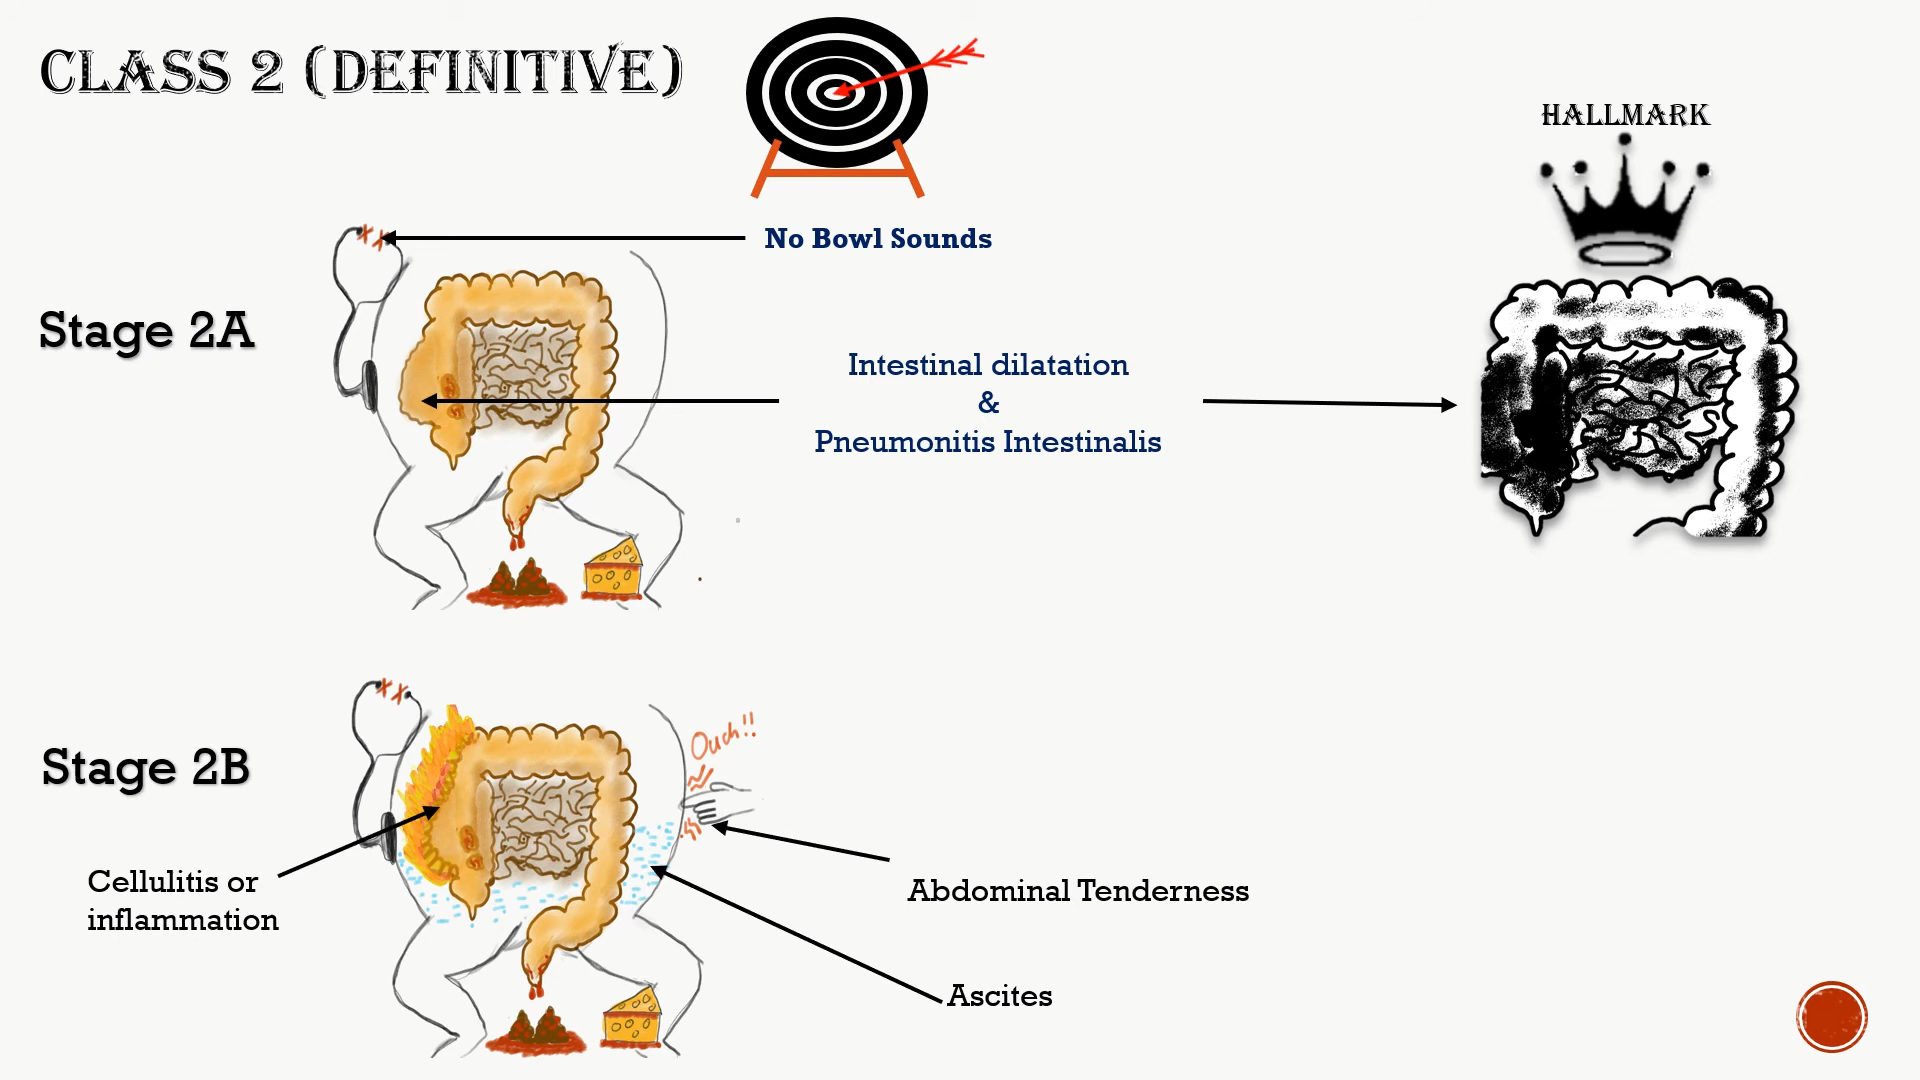 CLASS 2 (DEFINITIVE)
HALLMARK
No Bowl Sounds
Stage 2A
Intestinal dilatation
&
Pneumonitis Intestinalis
Ouch!!
Stage 2B
Cellulitis or
inflammation
Abdominal Tenderness
Ascites